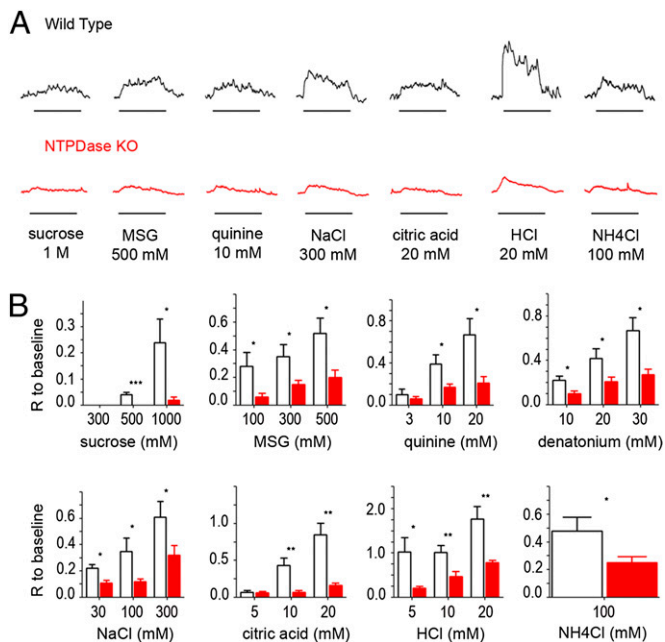 A
Wild Type
NTPDase KO
sucrose MSG quinine NaCl citric acid HCl NH4Cl
1 M 500 mM 10 mM 300 mM 20 mM 20 mM 100 mM
B
R to baseline
0.3
0.2
0.1
0.0
***
*
300 500 1000
sucrose (mM)
0.6
0.4
0.2
0.0
*
*
*
100 300 500
MSG (mM)
0.8
0.4
0.0
*
*
3 10 20
quinine (mM)
0.8
0.6
0.4
0.2
0.0
*
*
*
10 20 30
denatonium (mM)
R to baseline
0.6
0.4
0.2
0.0
*
*
*
30 100 300
NaCl (mM)
1.2
0.8
0.4
0.0
**
**
5 10 20
citric acid (mM)
2.0
1.0
0.0
*
**
**
5 10 20
HCl (mM)
0.6
0.4
0.2
0.0
*
100
NH4Cl (mM)